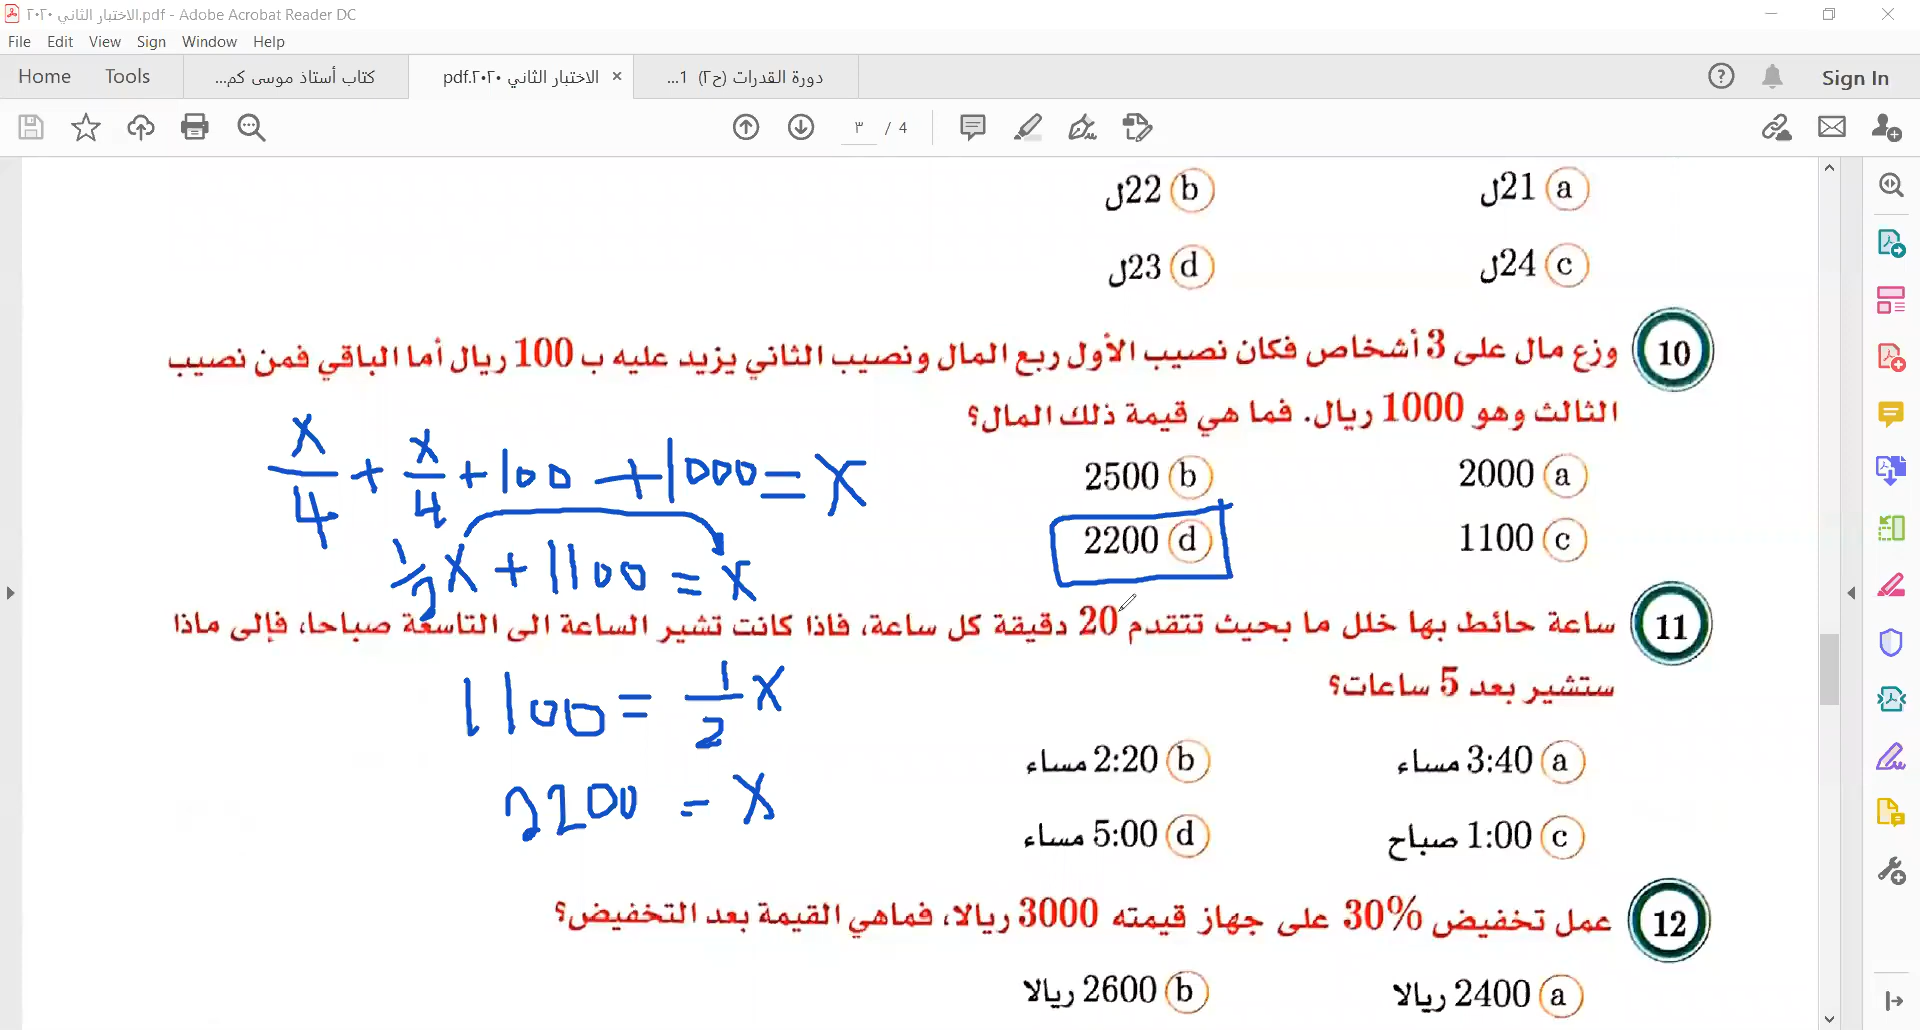 الاختبار الثاني ٢٠٢٠.pdf - Adobe Acrobat Reader DC
File Edit View Sign Window Help
Home Tools كتاب أستاذ موسى كم... الاختبار الثاني ٢٠٢٠.pdf × دورة القدرات (ح٢) 1... Sign In
٣ / 4
a 21ل b 22ل
c 24ل d 23ل
10 وزع مال على 3 أشخاص فكان نصيب الأول ربع المال ونصيب الثاني يزيد عليه ب 100 ريال أما الباقي فمن نصيب
الثالث وهو 1000 ريال. فما هي قيمة ذلك المال؟
a 2000 b 2500
c 1100 d 2200
x/4 + x/4 + 100 + 1000 = x
1/2 x + 1100 = x
11 ساعة حائط بها خلل ما بحيث تتقدم 20 دقيقة كل ساعة، فاذا كانت تشير الساعة الى التاسعة صباحا، فإلى ماذا
ستشير بعد 5 ساعات؟
1100 = 1/2 x
2200 = x
a 3:40 مساء b 2:20 مساء
c 1:00 صباح d 5:00 مساء
12 عمل تخفيض 30% على جهاز قيمته 3000 ريالا، فماهي القيمة بعد التخفيض؟
a 2400 ريالا b 2600 ريالا